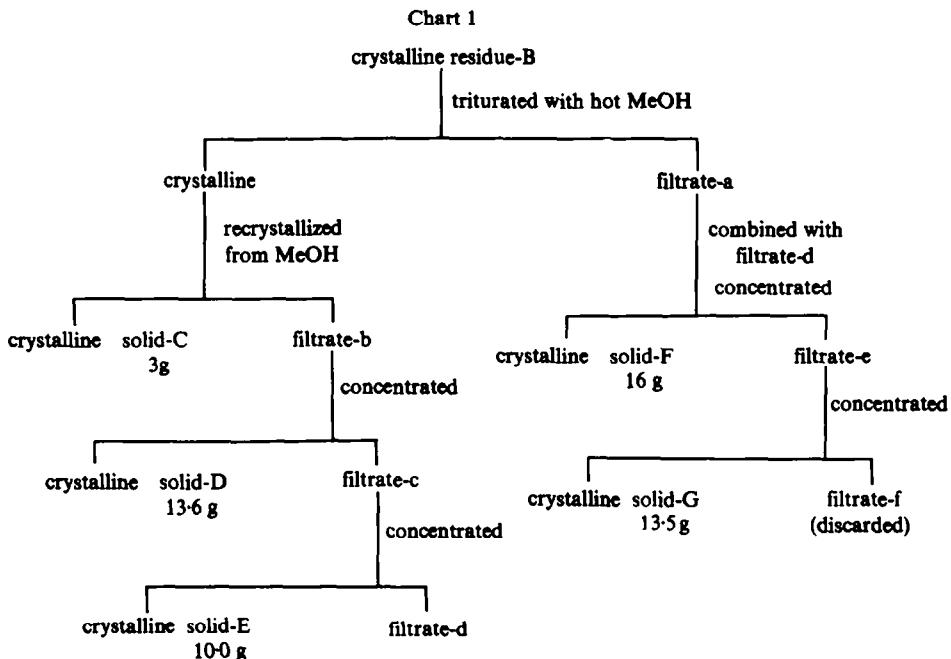 Chart 1
crystalline residue-B
triturated with hot MeOH
crystalline
filtrate-a
recrystallized
from MeOH
combined with
filtrate-d
concentrated
crystalline solid-C
3g
filtrate-b
crystalline solid-F
16 g
filtrate-e
concentrated
concentrated
crystalline solid-D
13·6 g
filtrate-c
crystalline solid-G
13·5 g
filtrate-f
(discarded)
concentrated
crystalline solid-E
10·0 g
filtrate-d